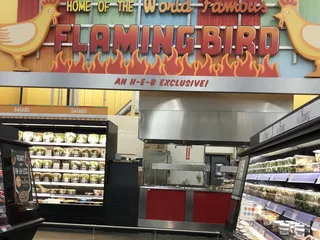 HOME OF THE World Famous
FLAMING BIRD
AN H-E-B EXCLUSIVE!
Salads
Salads